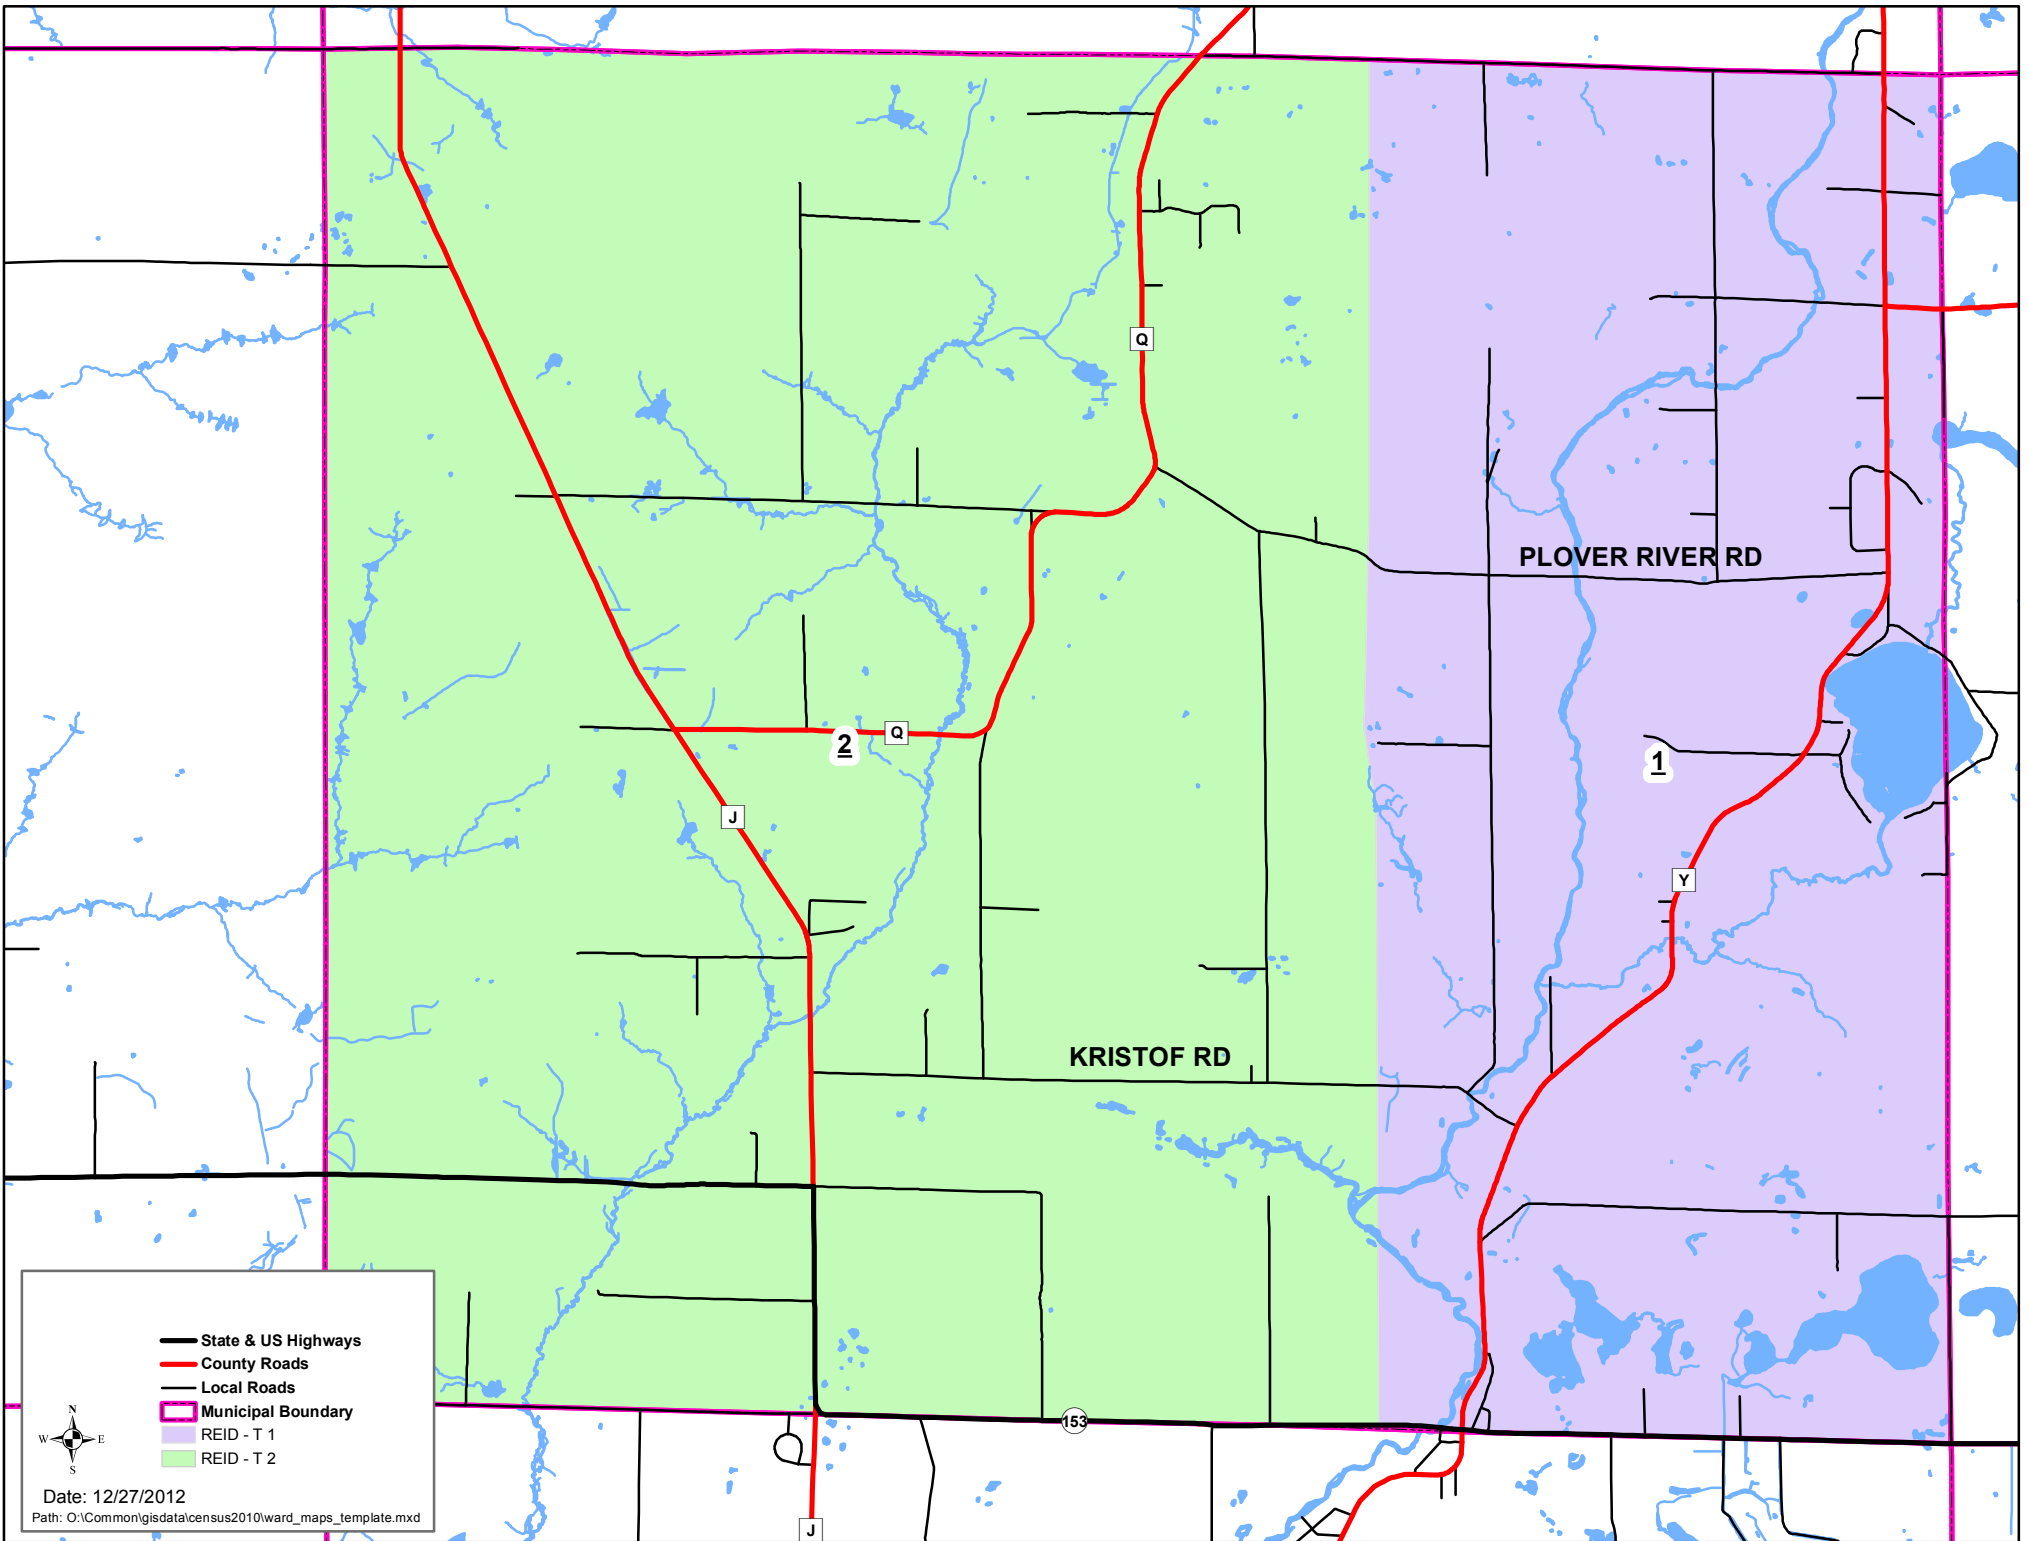 Q
PLOVER RIVER RD
Q
2
1
J
Y
KRISTOF RD
State & US Highways
County Roads
Local Roads
Municipal Boundary
REID - T 1
REID - T 2
N
W
E
S
153
Date: 12/27/2012
Path: O:\Common\gisdata\census2010\ward_maps_template.mxd
J